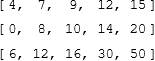 [ 4, 7, 9, 12, 15 ]
[ 0, 8, 10, 14, 20 ]
[ 6, 12, 16, 30, 50 ]